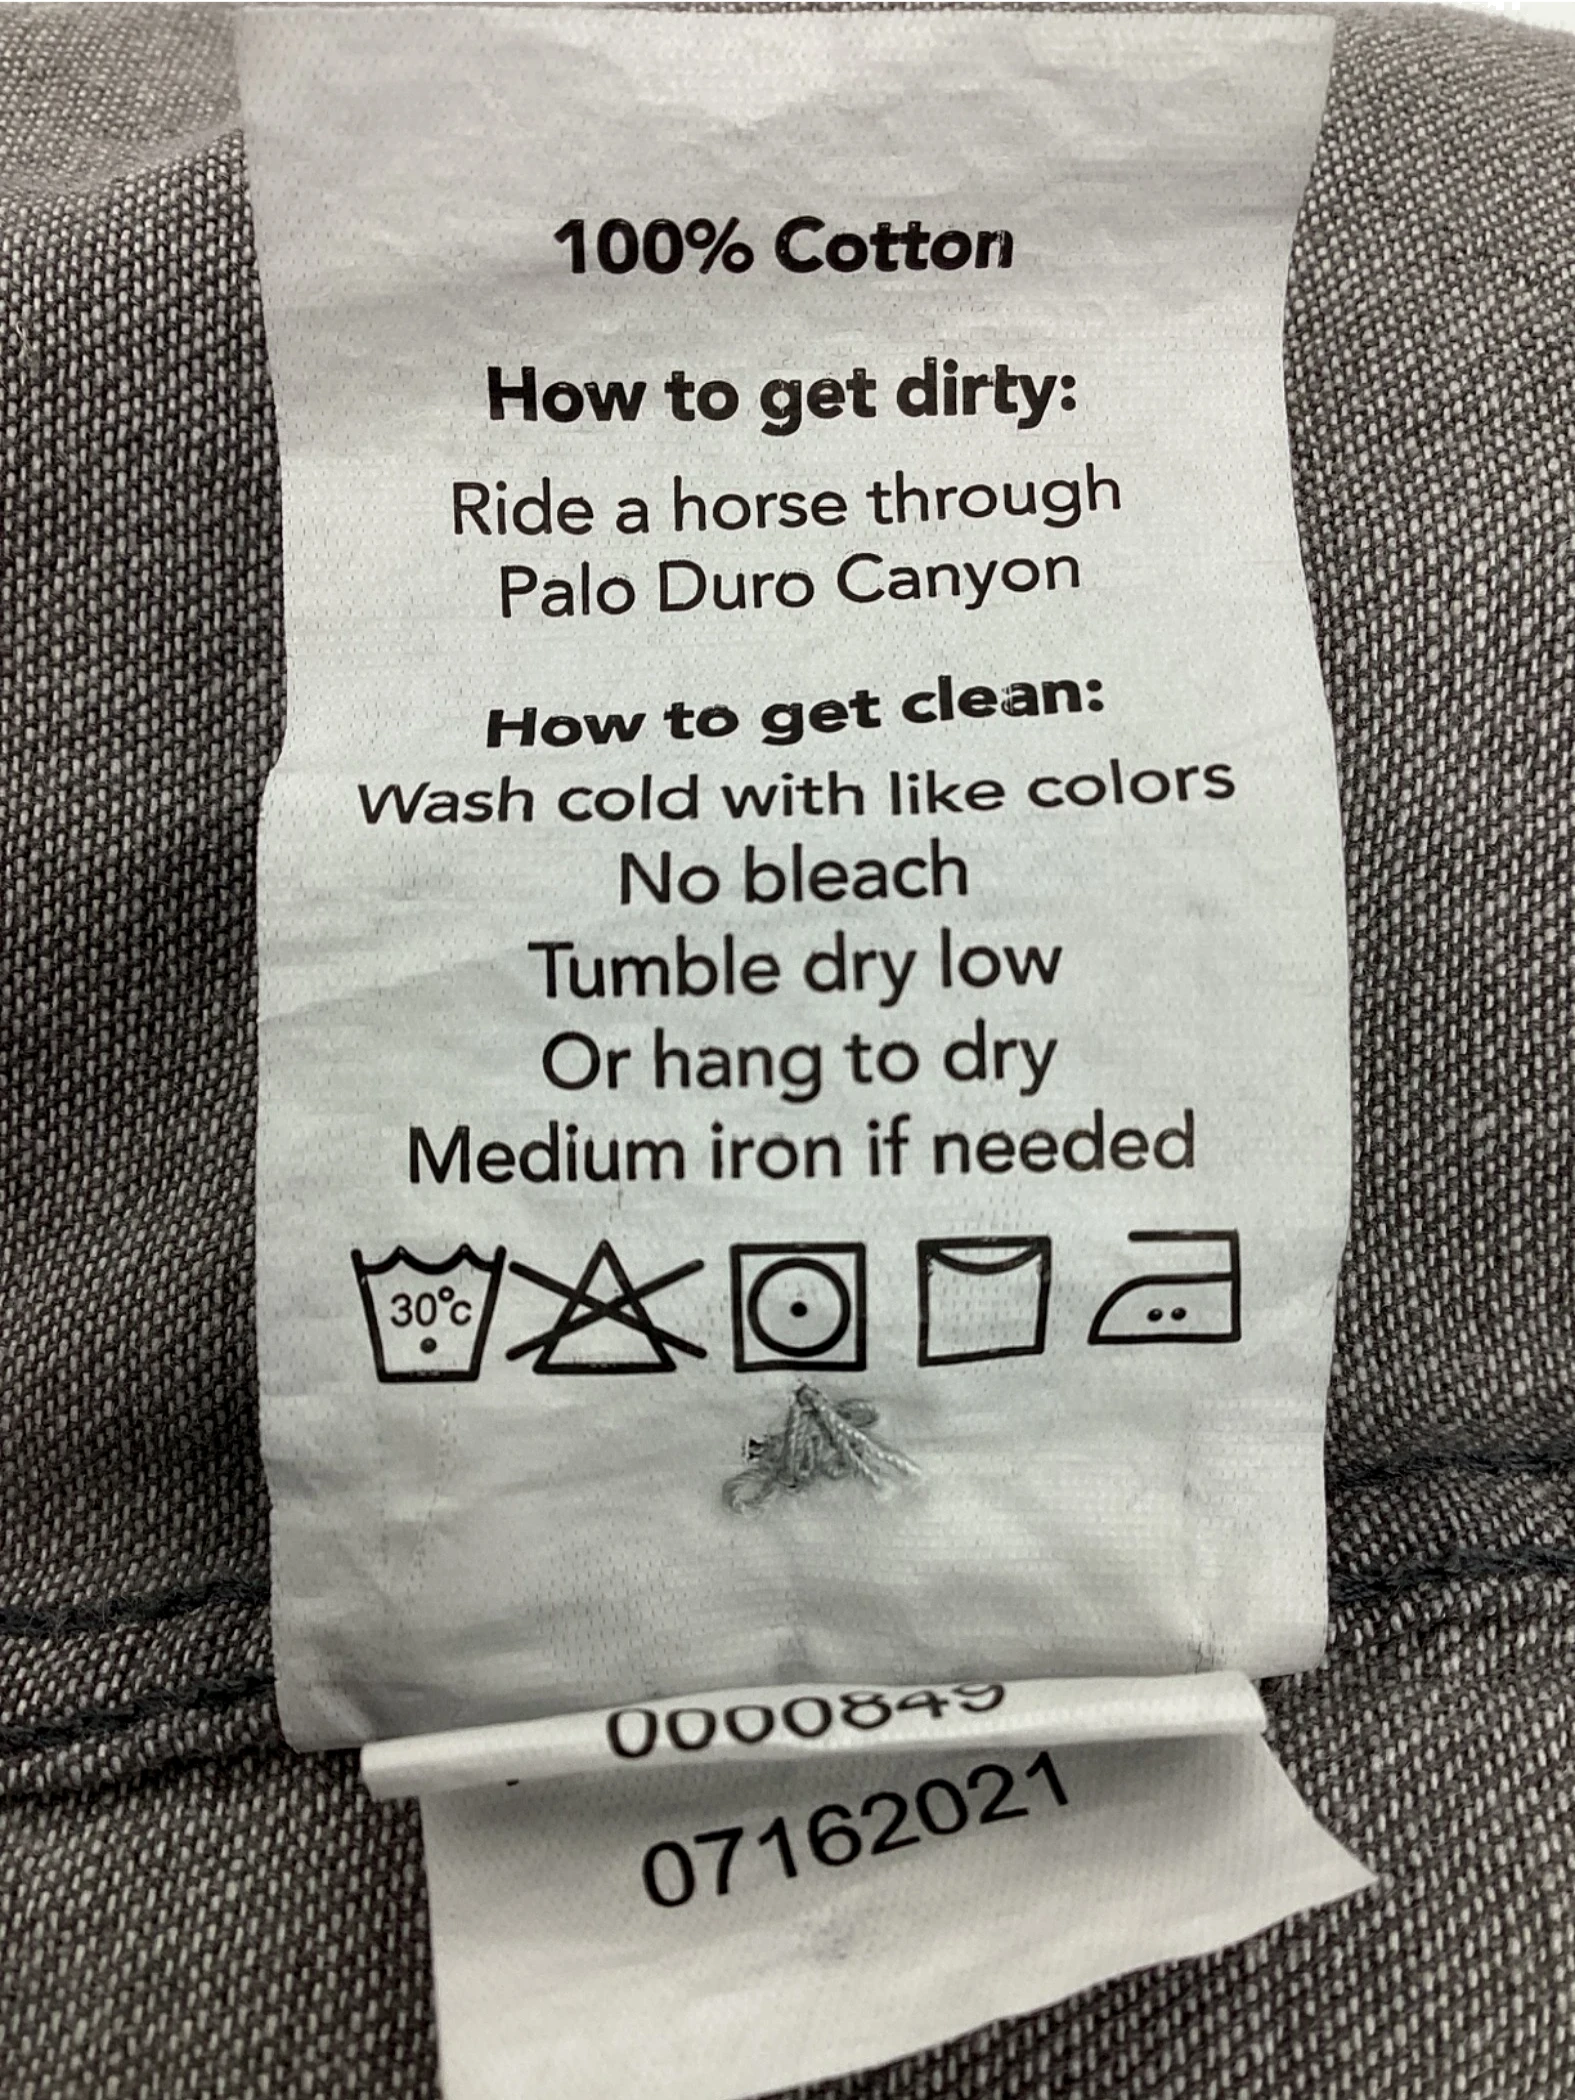 100% Cotton
How to get dirty:
Ride a horse through
Palo Duro Canyon
How to get clean:
Wash cold with like colors
No bleach
Tumble dry low
Or hang to dry
Medium iron if needed
30°c
0000849
07162021